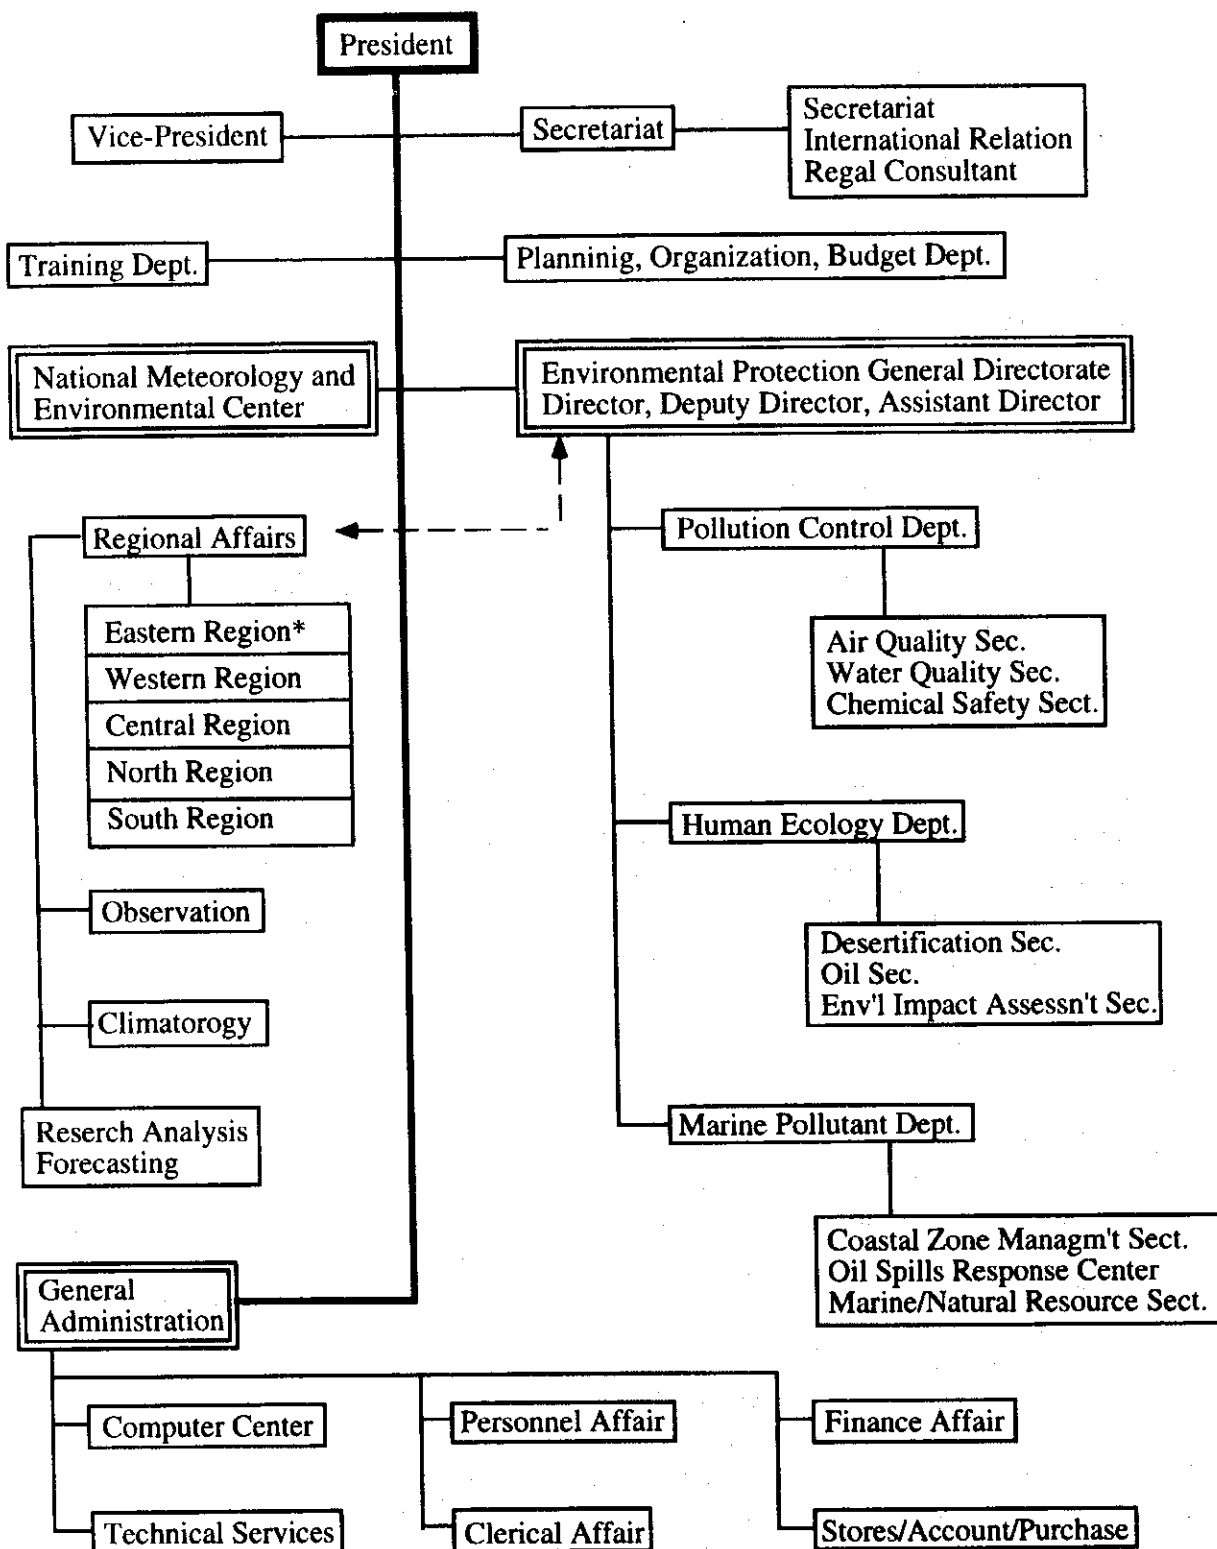 President
Vice-President
Secretariat
Secretariat
International Relation
Regal Consultant
Training Dept.
Planninig, Organization, Budget Dept.
National Meteorology and
Environmental Center
Environmental Protection General Directorate
Director, Deputy Director, Assistant Director
Regional Affairs
Eastern Region*
Western Region
Central Region
North Region
South Region
Observation
Climatorogy
Reserch Analysis
Forecasting
Pollution Control Dept.
Air Quality Sec.
Water Quality Sec.
Chemical Safety Sect.
Human Ecology Dept.
Desertification Sec.
Oil Sec.
Env'l Impact Assessn't Sec.
Marine Pollutant Dept.
Coastal Zone Managm't Sect.
Oil Spills Response Center
Marine/Natural Resource Sect.
General
Administration
Computer Center
Personnel Affair
Finance Affair
Technical Services
Clerical Affair
Stores/Account/Purchase